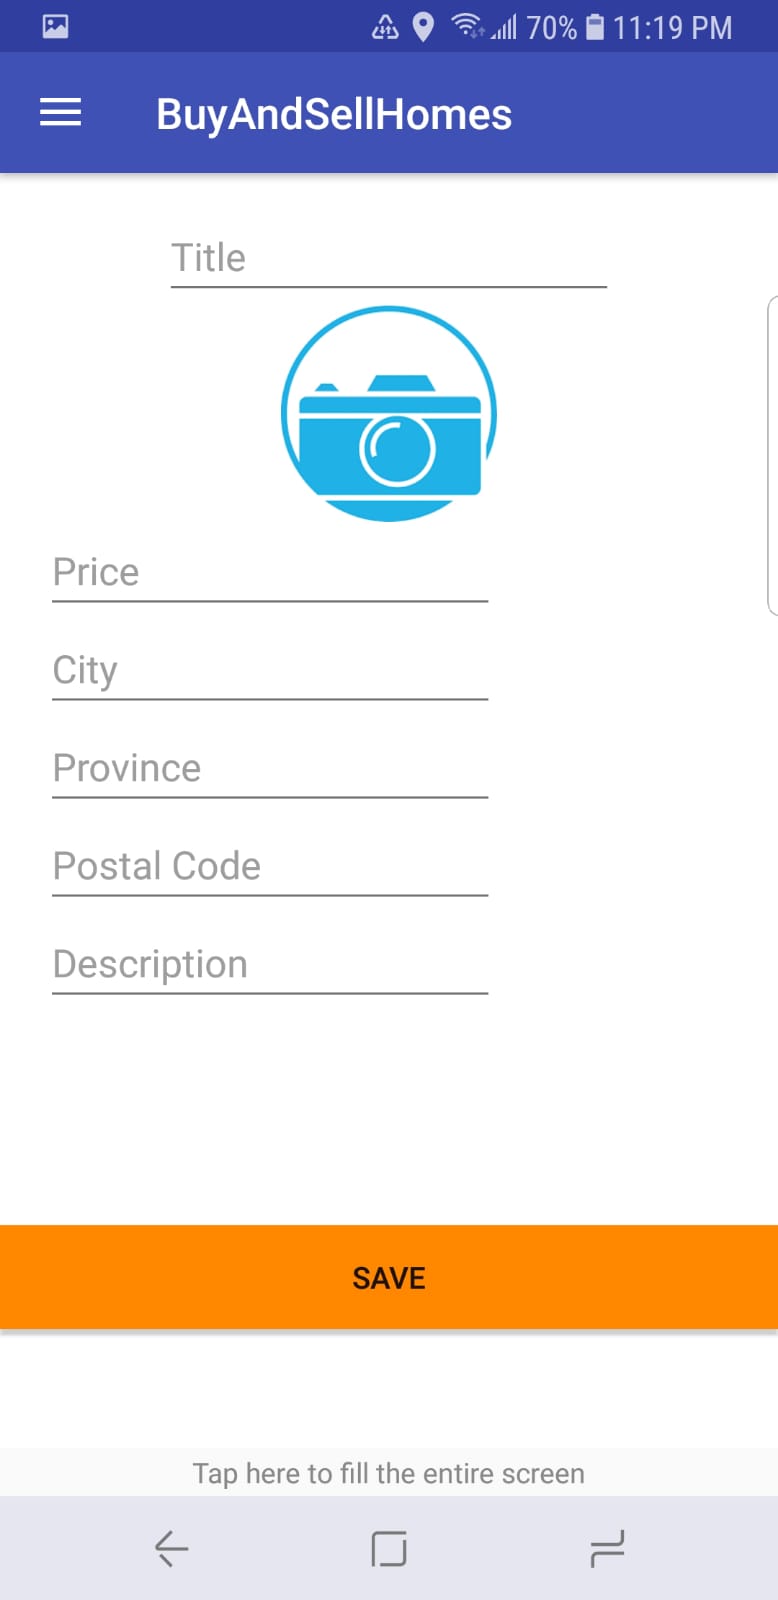 70% 11:19 PM
BuyAndSellHomes
Title
Price
City
Province
Postal Code
Description
SAVE
Tap here to fill the entire screen